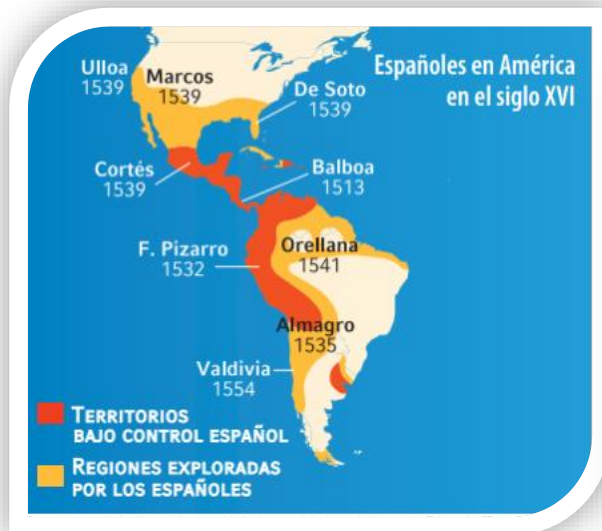 Españoles en América
en el siglo XVI
Ulloa
1539
Marcos
1539
De Soto
1539
Cortés
1539
Balboa
1513
F. Pizarro
1532
Orellana
1541
Almagro
1535
Valdivia
1554
TERRITORIOS
BAJO CONTROL ESPAÑOL
REGIONES EXPLORADAS
POR LOS ESPAÑOLES